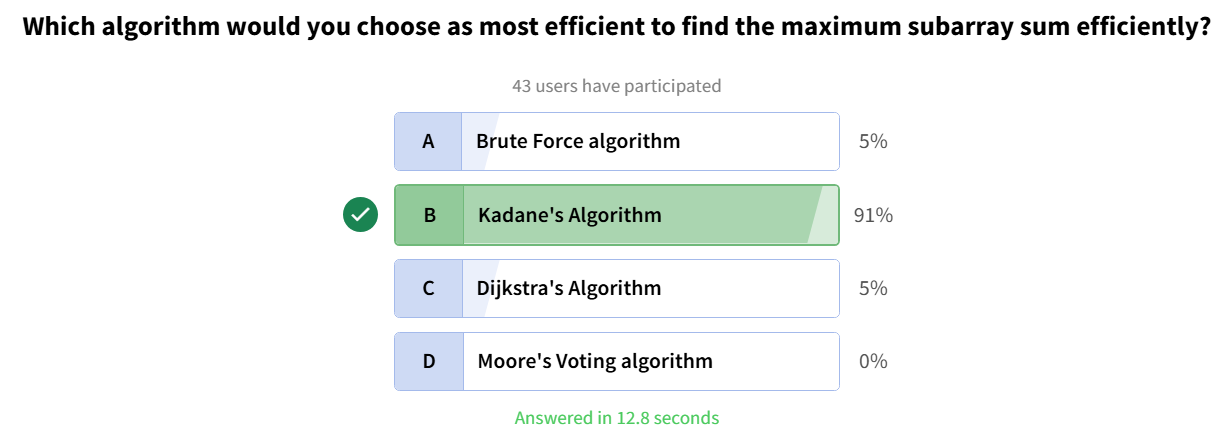 Which algorithm would you choose as most efficient to find the maximum subarray sum efficiently?
43 users have participated
A Brute Force algorithm 5%
B Kadane's Algorithm 91%
C Dijkstra's Algorithm 5%
D Moore's Voting algorithm 0%
Answered in 12.8 seconds